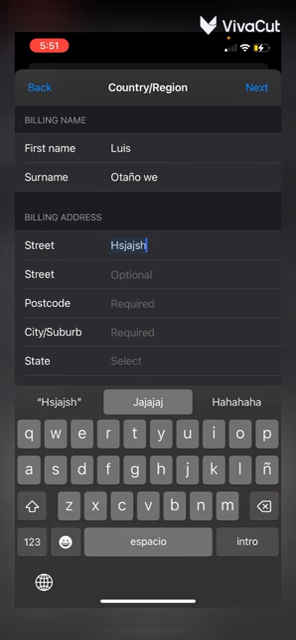 VivaCut
5:51
Back Country/Region Next
BILLING NAME
First name Luis
Surname Otaño we
BILLING ADDRESS
Street Hsjajsh
Street Optional
Postcode Required
City/Suburb Required
State Select
“Hsjajsh” Jajajaj Hahahaha
q w e r t y u i o p
a s d f g h j k l ñ
z x c v b n m
123 espacio intro